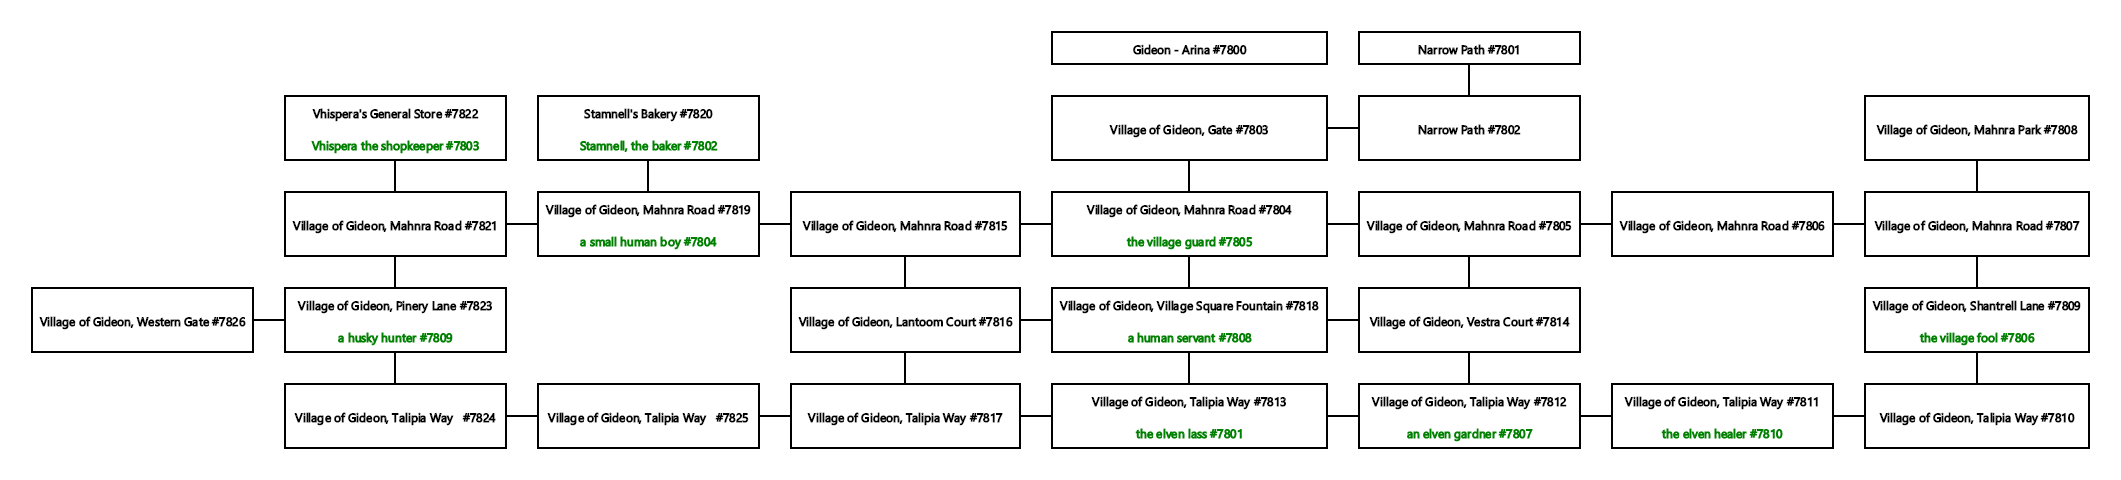 Gideon - Arina #7800
Narrow Path #7801
Vhispera's General Store #7822
Vhispera the shopkeeper #7803
Stamnell's Bakery #7820
Stamnell, the baker #7802
Village of Gideon, Gate #7803
Narrow Path #7802
Village of Gideon, Mahnra Park #7808
Village of Gideon, Mahnra Road #7821
Village of Gideon, Mahnra Road #7819
a small human boy #7804
Village of Gideon, Mahnra Road #7815
Village of Gideon, Mahnra Road #7804
the village guard #7805
Village of Gideon, Mahnra Road #7805
Village of Gideon, Mahnra Road #7806
Village of Gideon, Mahnra Road #7807
Village of Gideon, Western Gate #7826
Village of Gideon, Pinery Lane #7823
a husky hunter #7809
Village of Gideon, Lantoom Court #7816
Village of Gideon, Village Square Fountain #7818
a human servant #7808
Village of Gideon, Vestra Court #7814
Village of Gideon, Shantrell Lane #7809
the village fool #7806
Village of Gideon, Talipia Way #7824
Village of Gideon, Talipia Way #7825
Village of Gideon, Talipia Way #7817
Village of Gideon, Talipia Way #7813
the elven lass #7801
Village of Gideon, Talipia Way #7812
an elven gardner #7807
Village of Gideon, Talipia Way #7811
the elven healer #7810
Village of Gideon, Talipia Way #7810